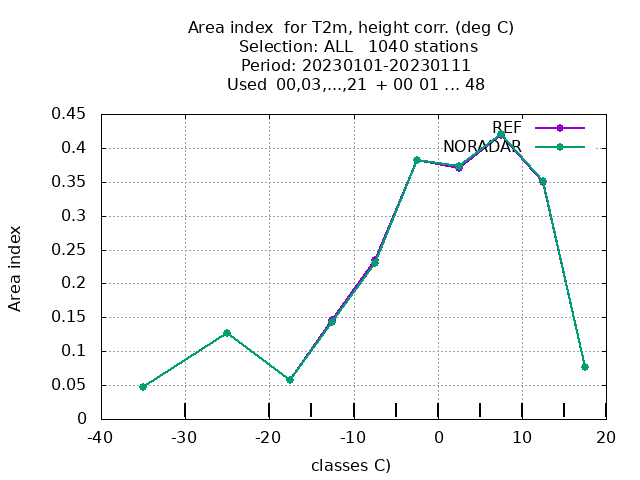 Area index  for T2m, height corr. (deg C)
Selection: ALL   1040 stations
Period: 20230101-20230111
Used  00,03,...,21  + 00 01 ... 48
REF
NORADAR
0.45
0.4
0.35
0.3
0.25
0.2
0.15
0.1
0.05
0
Area index
-40 -30 -20 -10 0 10 20
classes C)